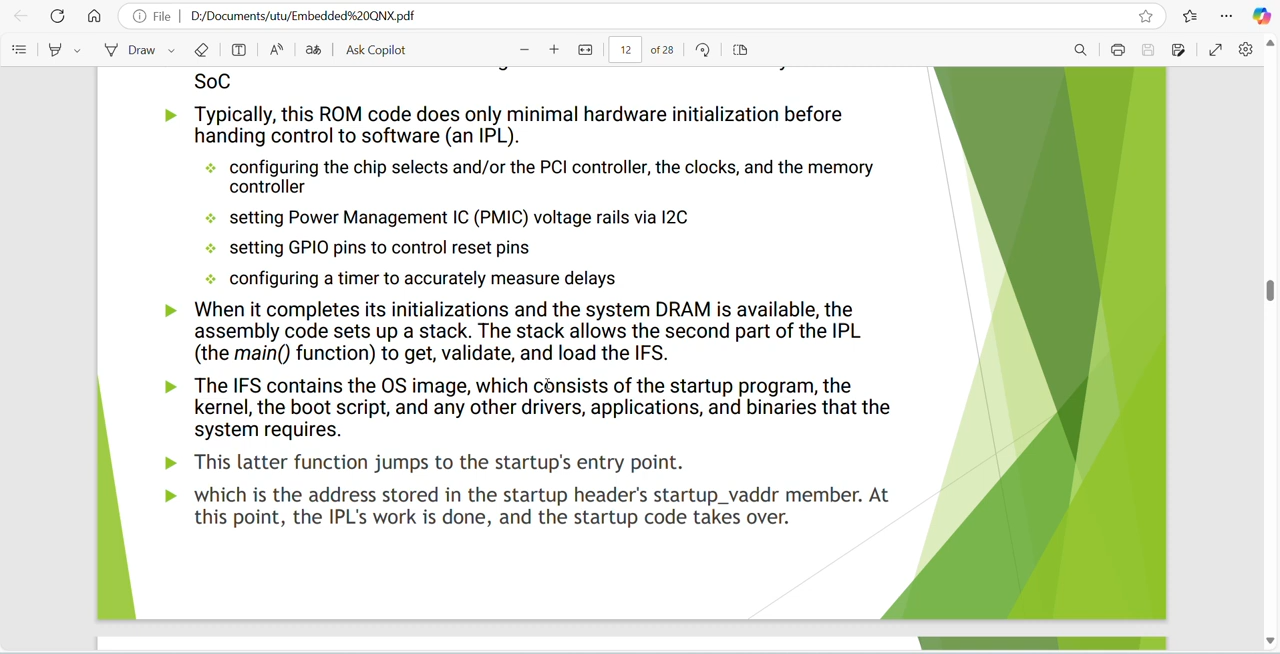 File
D:/Documents/utu/Embedded%20QNX.pdf
Draw
Ask Copilot
12
of 28
SoC
Typically, this ROM code does only minimal hardware initialization before
handing control to software (an IPL).
configuring the chip selects and/or the PCI controller, the clocks, and the memory
controller
setting Power Management IC (PMIC) voltage rails via I2C
setting GPIO pins to control reset pins
configuring a timer to accurately measure delays
When it completes its initializations and the system DRAM is available, the
assembly code sets up a stack. The stack allows the second part of the IPL
(the main() function) to get, validate, and load the IFS.
The IFS contains the OS image, which consists of the startup program, the
kernel, the boot script, and any other drivers, applications, and binaries that the
system requires.
This latter function jumps to the startup's entry point.
which is the address stored in the startup header's startup_vaddr member. At
this point, the IPL's work is done, and the startup code takes over.